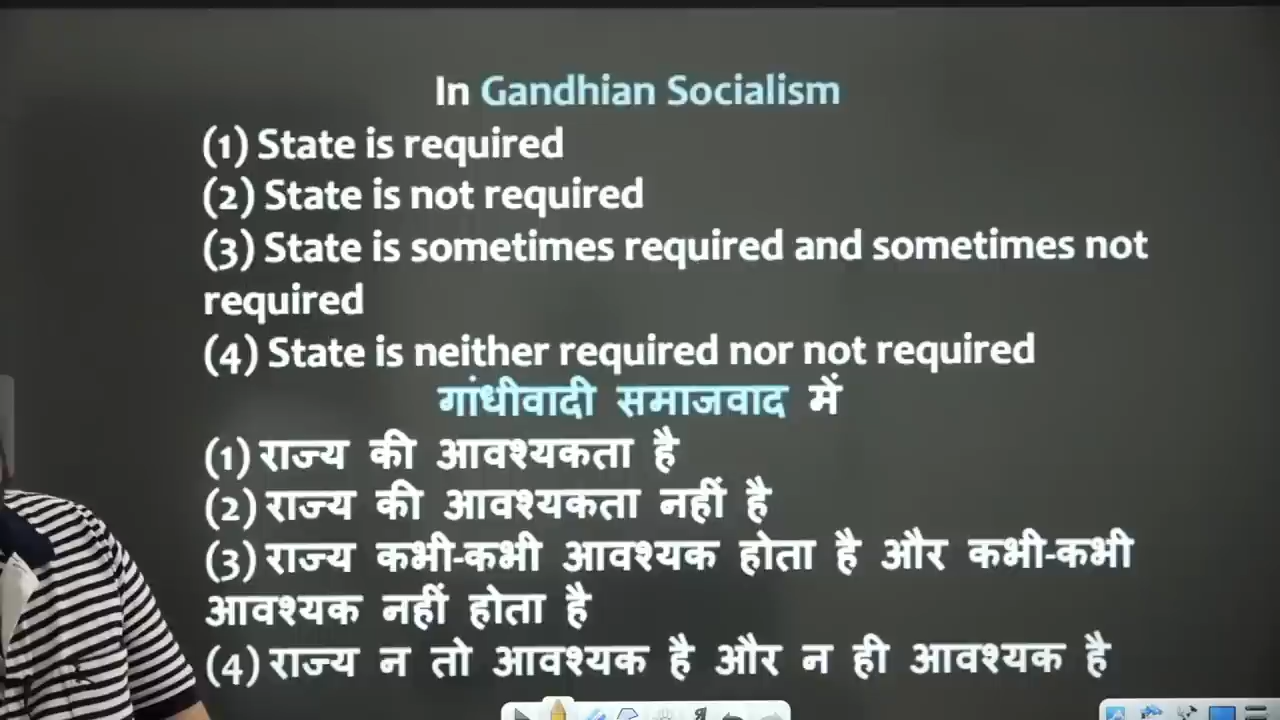 In Gandhian Socialism
(1) State is required
(2) State is not required
(3) State is sometimes required and sometimes not
required
(4) State is neither required nor not required
गांधीवादी समाजवाद में
(1) राज्य की आवश्यकता है
(2) राज्य की आवश्यकता नहीं है
(3) राज्य कभी-कभी आवश्यक होता है और कभी-कभी
आवश्यक नहीं होता है
(4) राज्य न तो आवश्यक है और न ही आवश्यक है